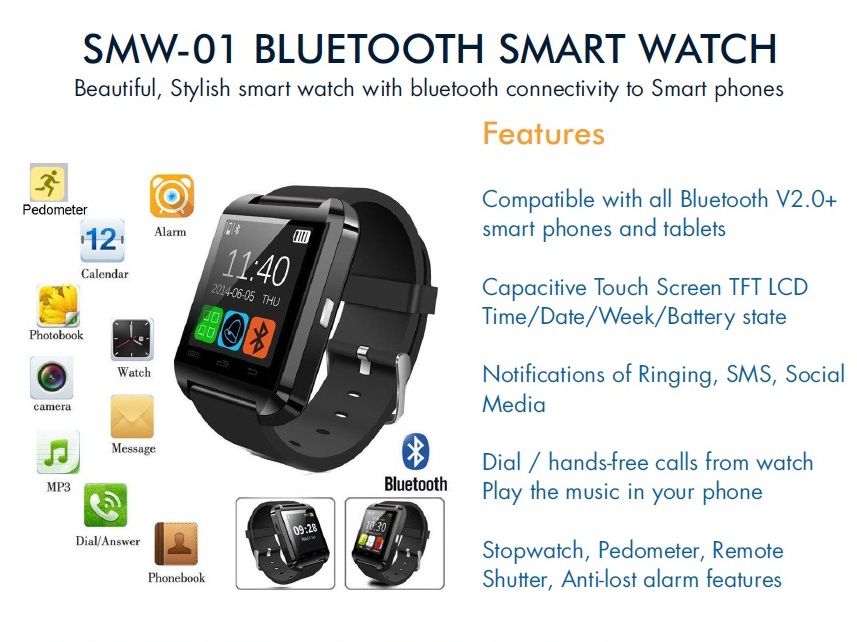 SMW-01 BLUETOOTH SMART WATCH
Beautiful, Stylish smart watch with bluetooth connectivity to Smart phones
Features
Compatible with all Bluetooth V2.0+
smart phones and tablets
Capacitive Touch Screen TFT LCD
Time/Date/Week/Battery state
Notifications of Ringing, SMS, Social
Media
Dial / hands-free calls from watch
Play the music in your phone
Stopwatch, Pedometer, Remote
Shutter, Anti-lost alarm features
Pedometer
Alarm
12
Calendar
Photobook
Watch
camera
Message
MP3
Dial/Answer
Phonebook
11:40
2014-06-05 THU
Bluetooth
09:28
10:30